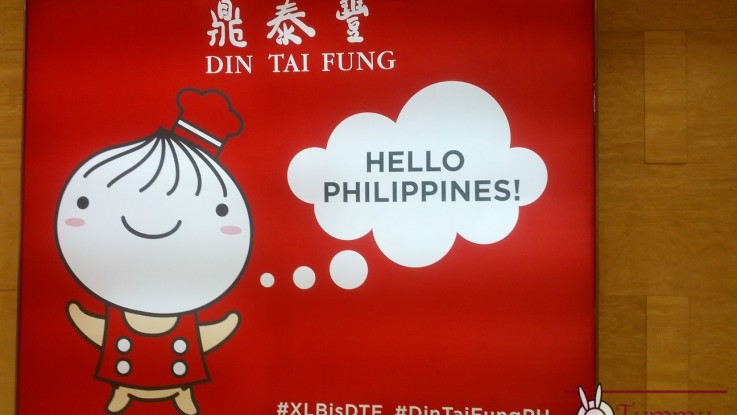 鼎泰豐
DIN TAI FUNG
HELLO
PHILIPPINES!
#XLBisDTF #DinTaiFungPH